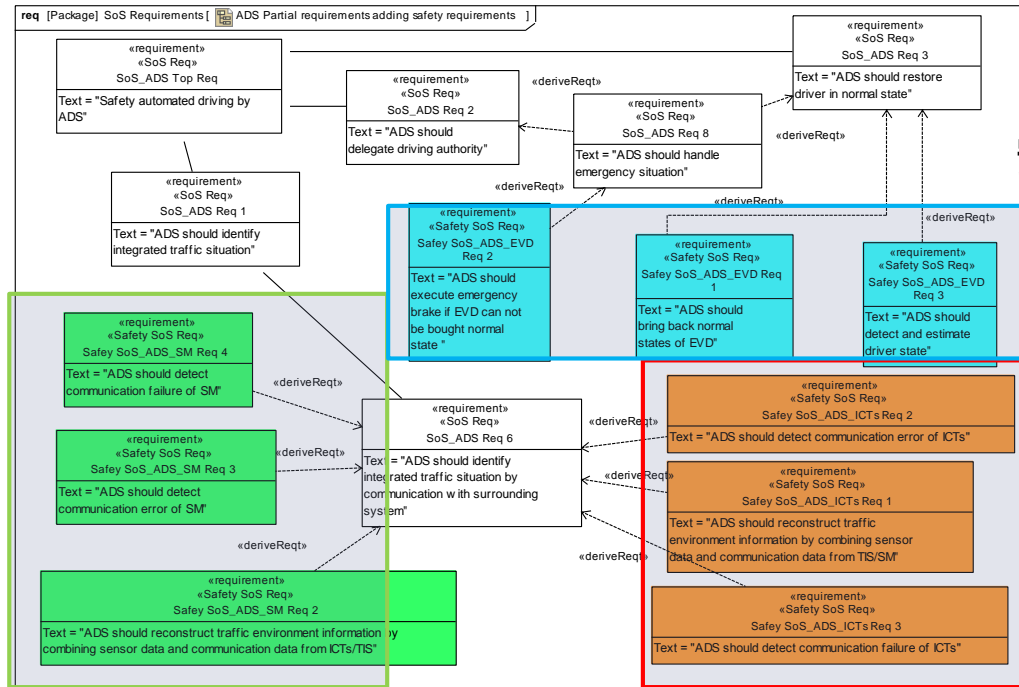 req [Package] SoS Requirements [ ADS Partial requirements adding safety requirements ]
«requirement»
«SoS Req»
SoS_ADS Top Req
Text = "Safety automated driving by
ADS"
«requirement»
«SoS Req»
SoS_ADS Req 2
Text = "ADS should
delegate driving authority"
«deriveReqt»
«requirement»
«SoS Req»
SoS_ADS Req 8
Text = "ADS should handle
emergency situation"
«requirement»
«SoS Req»
SoS_ADS Req 3
Text = "ADS should restore
driver in normal state"
«deriveReqt»
«requirement»
«SoS Req»
SoS_ADS Req 1
Text = "ADS should identify
integrated traffic situation"
«deriveReqt»
«deriveReqt»
«deriveReqt»
«requirement»
«Safety SoS Req»
Safey SoS_ADS_EVD
Req 2
Text = "ADS should
execute emergency
brake if EVD can not
be bought normal
state "
«requirement»
«Safety SoS Req»
Safey SoS_ADS_EVD Req
1
Text = "ADS should
bring back normal
states of EVD"
«requirement»
«Safety SoS Req»
Safey SoS_ADS_EVD
Req 3
Text = "ADS should
detect and estimate
driver state"
«requirement»
«Safety SoS Req»
Safey SoS_ADS_SM Req 4
Text = "ADS should detect
communication failure of SM"
«deriveReqt»
«requirement»
«Safety SoS Req»
Safey SoS_ADS_SM Req 3
Text = "ADS should detect
communication error of SM"
«deriveReqt»
«requirement»
«SoS Req»
SoS_ADS Req 6
Text = "ADS should identify
integrated traffic situation by
communication with surrounding
system"
«deriveReqt»
«requirement»
«Safety SoS Req»
Safey SoS_ADS_ICTs Req 2
Text = "ADS should detect communication error of ICTs"
«deriveReqt»
«requirement»
«Safety SoS Req»
Safey SoS_ADS_ICTs Req 1
Text = "ADS should reconstruct traffic
environment information by combining sensor
data and communication data from TIS/SM"
«deriveReqt»
«deriveReqt»
«requirement»
«Safety SoS Req»
Safey SoS_ADS_SM Req 2
Text = "ADS should reconstruct traffic environment information by
combining sensor data and communication data from ICTs/TIS"
«requirement»
«Safety SoS Req»
Safey SoS_ADS_ICTs Req 3
Text = "ADS should detect communication failure of ICTs"